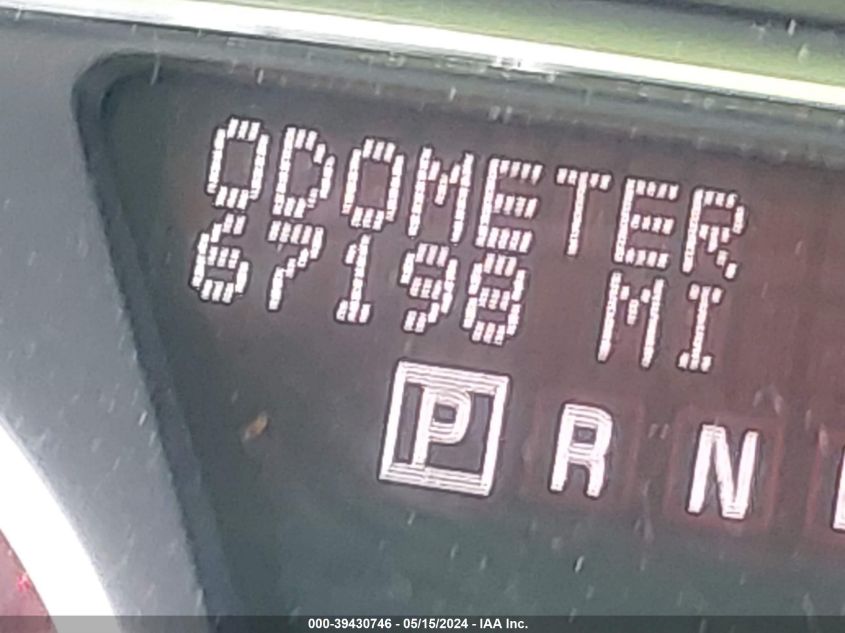 ODOMETER
67198 MI
P R N
000-39430746 - 05/15/2024 - IAA Inc.